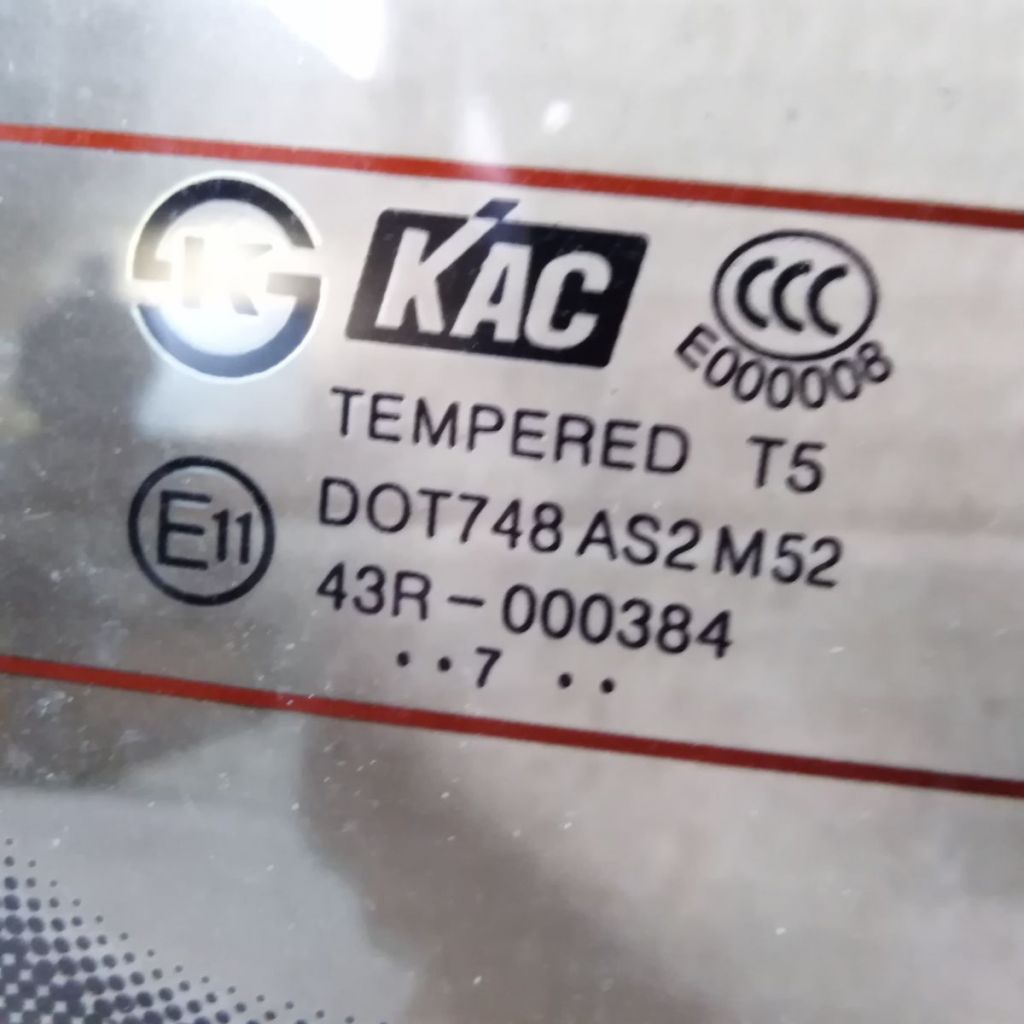 K KAC CCC
E000008
TEMPERED T5
E11 DOT748 AS2 M52
43R-000384
··7 ··